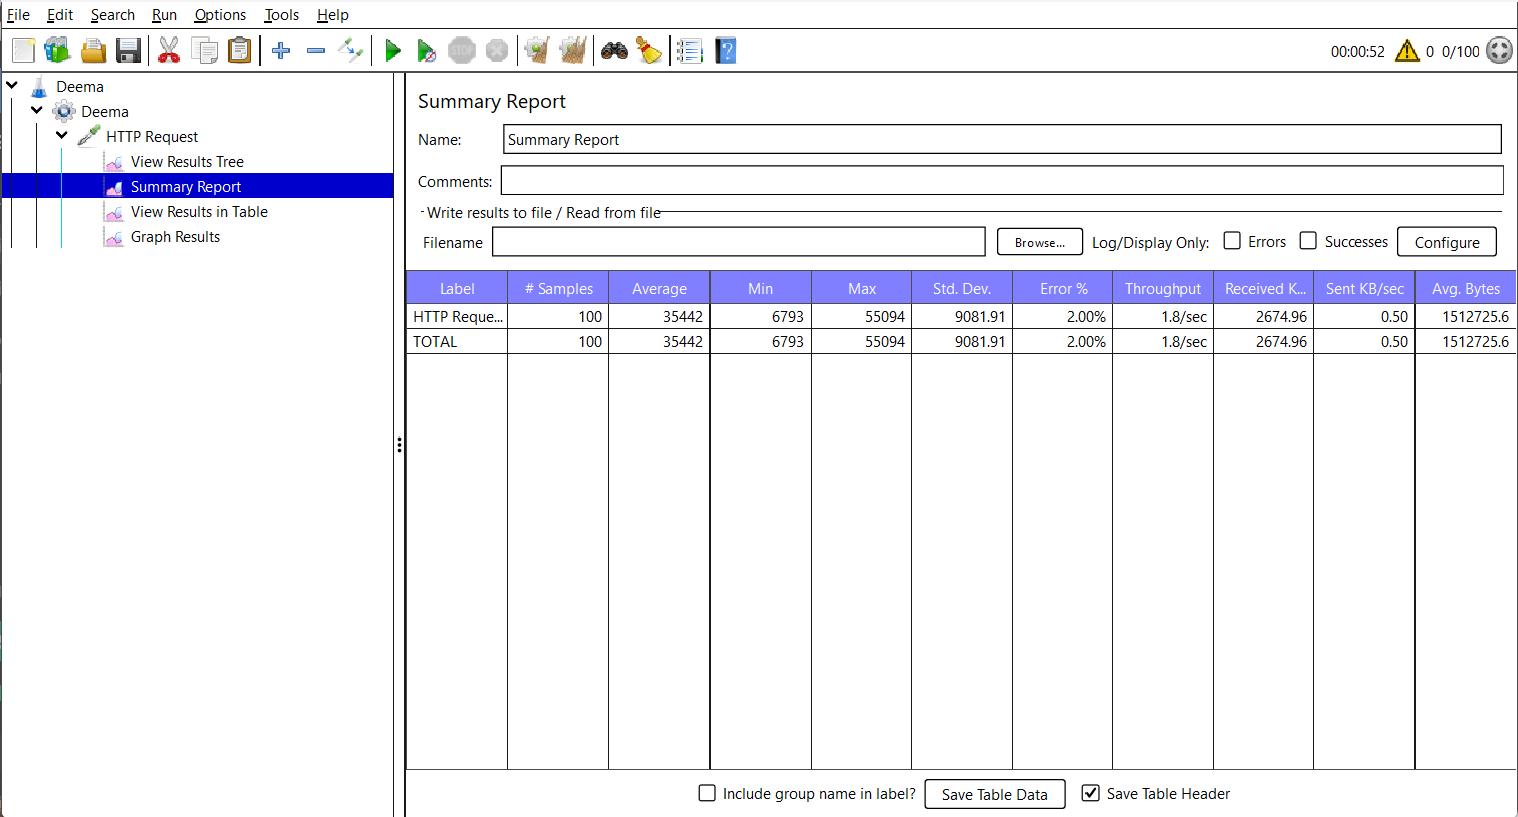 File Edit Search Run Options Tools Help
STOP
00:00:52 0 0/100
Deema
Deema
HTTP Request
View Results Tree
Summary Report
View Results in Table
Graph Results
Summary Report
Name: Summary Report
Comments:
Write results to file / Read from file
Filename Browse... Log/Display Only: Errors Successes Configure
Label # Samples Average Min Max Std. Dev. Error % Throughput Received K... Sent KB/sec Avg. Bytes
HTTP Reque... 100 35442 6793 55094 9081.91 2.00% 1.8/sec 2674.96 0.50 1512725.6
TOTAL 100 35442 6793 55094 9081.91 2.00% 1.8/sec 2674.96 0.50 1512725.6
Include group name in label? Save Table Data Save Table Header